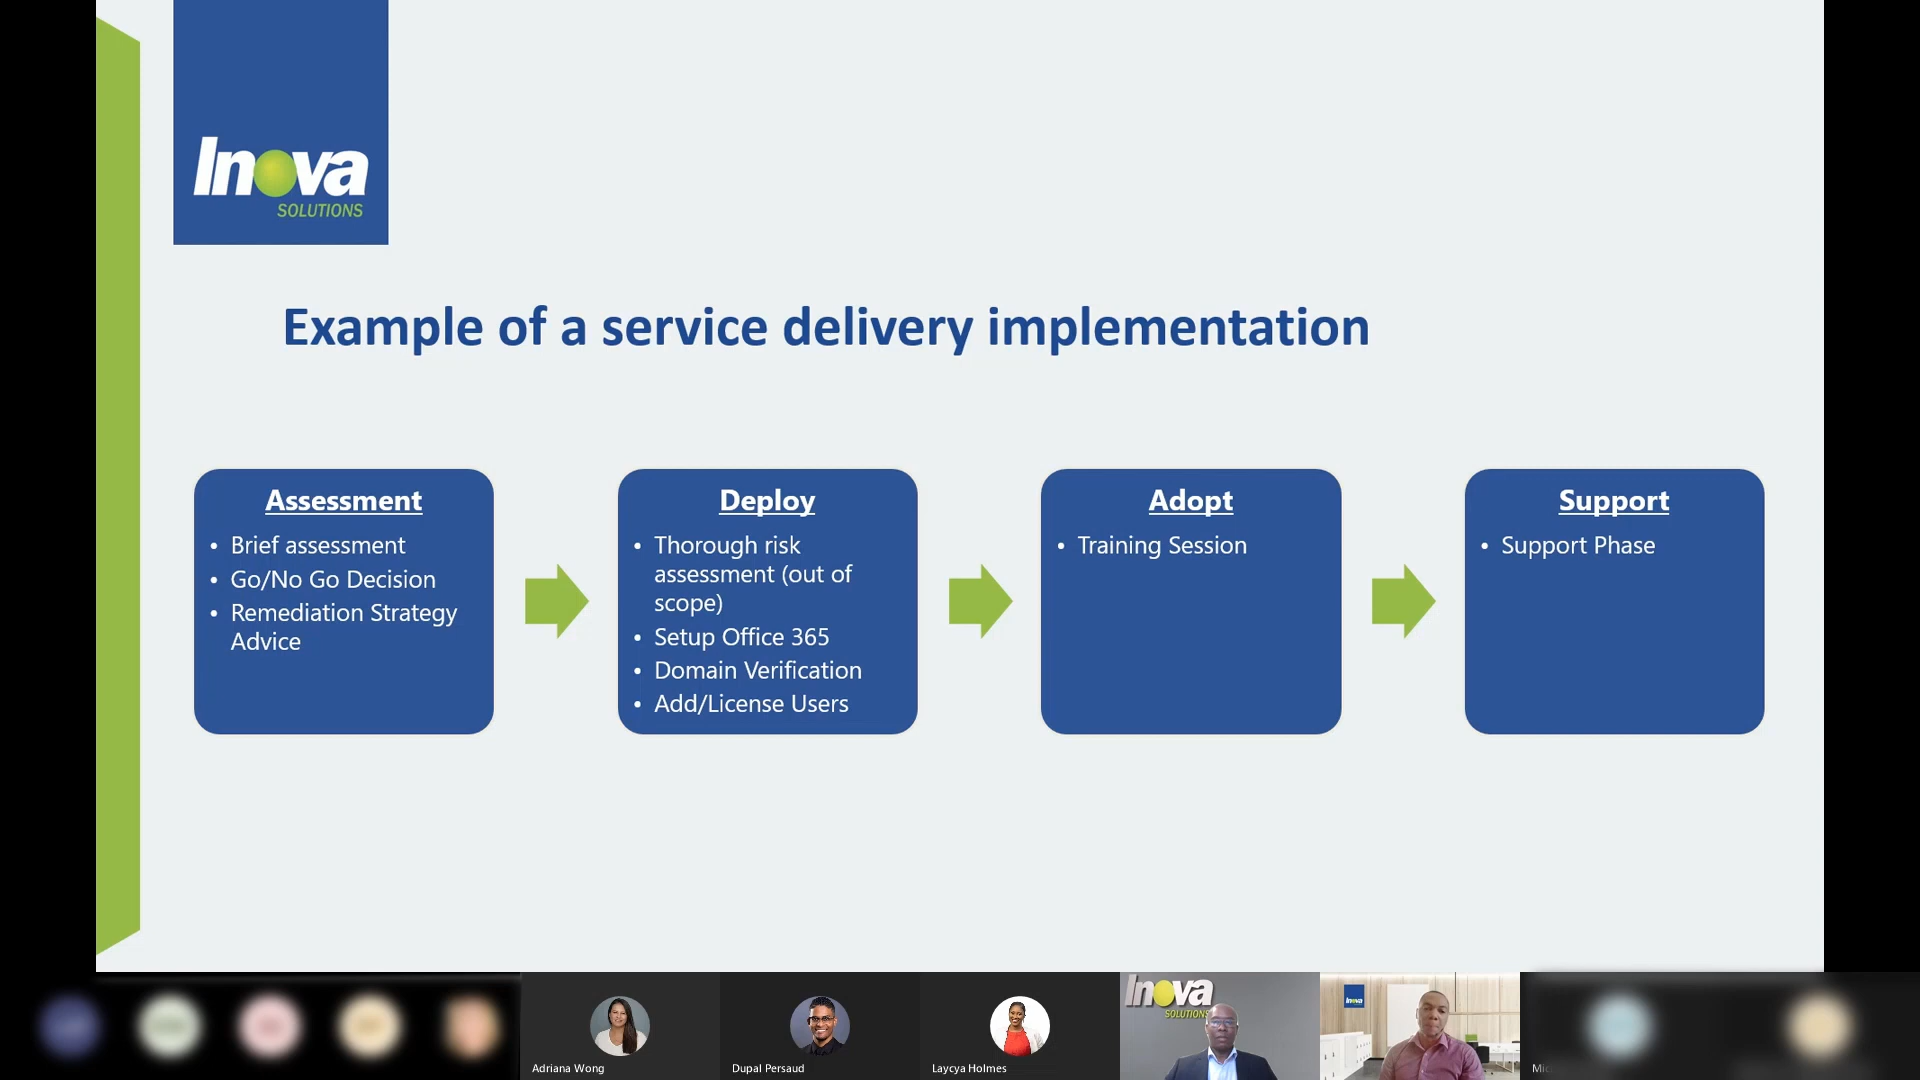 Inova
SOLUTIONS
Example of a service delivery implementation
Assessment
• Brief assessment
• Go/No Go Decision
• Remediation Strategy
Advice
Deploy
• Thorough risk
assessment (out of
scope)
• Setup Office 365
• Domain Verification
• Add/License Users
Adopt
• Training Session
Support
• Support Phase
Adriana Wong
Dupal Persaud
Laycya Holmes
Inova
SOLUTIONS
Inova